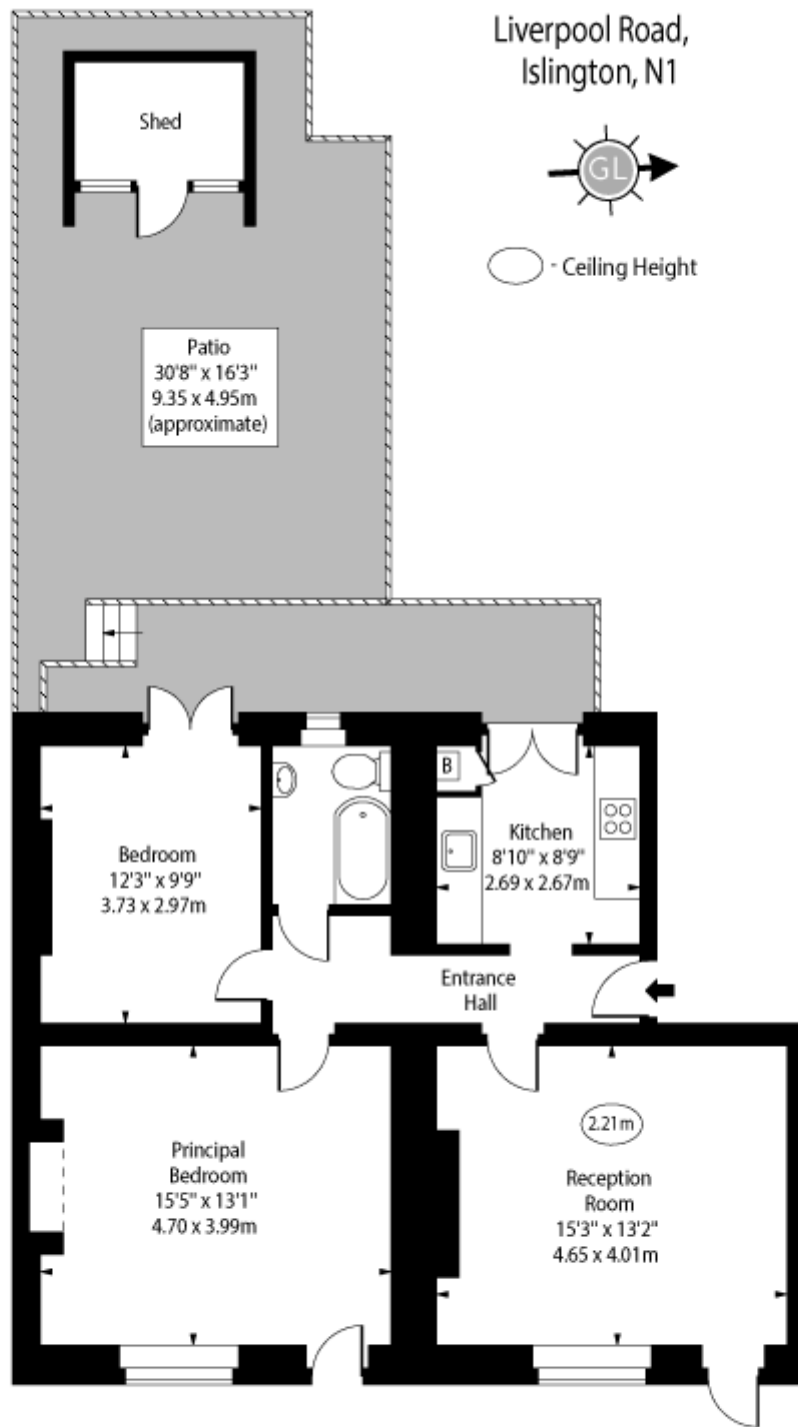 Liverpool Road,
Islington, N1
GL
- Ceiling Height
Shed
Patio
30'8" x 16'3"
9.35 x 4.95m
(approximate)
B
Kitchen
8'10" x 8'9"
2.69 x 2.67m
Bedroom
12'3" x 9'9"
3.73 x 2.97m
Entrance
Hall
Principal
Bedroom
15'5" x 13'1"
4.70 x 3.99m
2.21m
Reception
Room
15'3" x 13'2"
4.65 x 4.01m